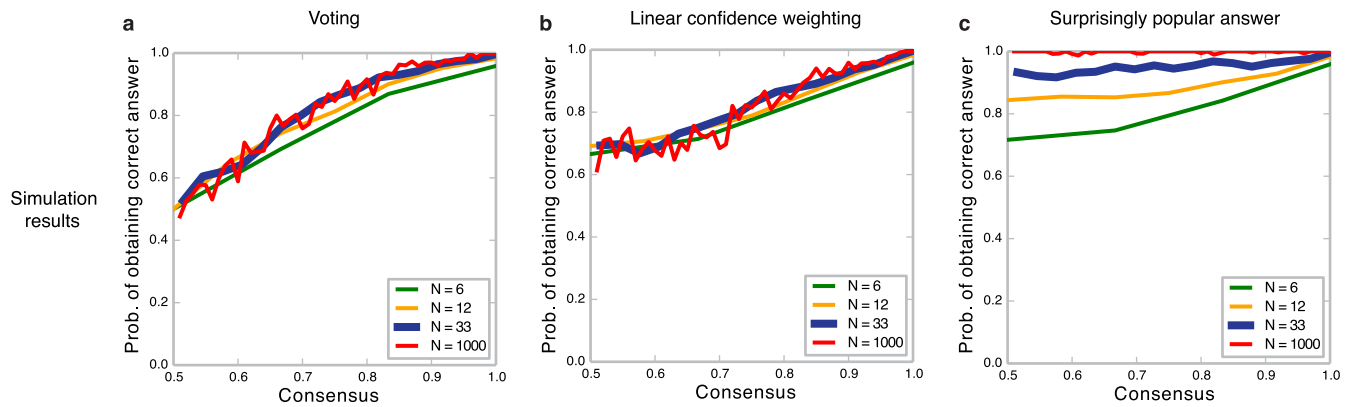 a
Voting
b
Linear confidence weighting
c
Surprisingly popular answer
Simulation
results
Prob. of obtaining correct answer
1.0
0.8
0.6
0.4
0.2
0.0
N = 6
N = 12
N = 33
N = 1000
0.5 0.6 0.7 0.8 0.9 1.0
Consensus
Prob. of obtaining correct answer
1.0
0.8
0.6
0.4
0.2
0.0
N = 6
N = 12
N = 33
N = 1000
0.5 0.6 0.7 0.8 0.9 1.0
Consensus
Prob. of obtaining correct answer
1.0
0.8
0.6
0.4
0.2
0.0
N = 6
N = 12
N = 33
N = 1000
0.5 0.6 0.7 0.8 0.9 1.0
Consensus